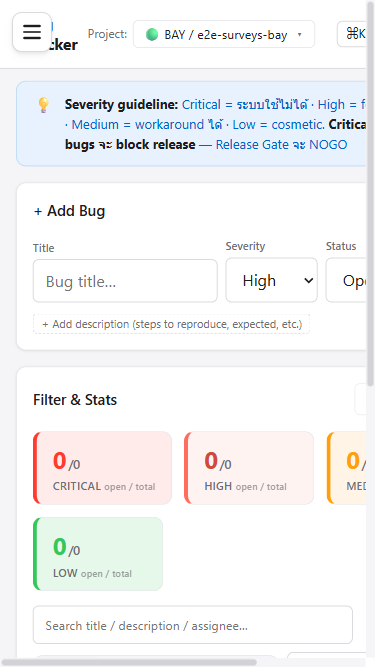 cker Project: BAY / e2e-surveys-bay ⌘K
Severity guideline: Critical = ระบบใช้ไม่ได้ · High = f
· Medium = workaround ได้ · Low = cosmetic. Critica
bugs จะ block release — Release Gate จะ NOGO
+ Add Bug
Title Severity Status
Bug title... High Ope
+ Add description (steps to reproduce, expected, etc.)
Filter & Stats
0/0 0/0 0/
CRITICAL open / total HIGH open / total MED
0/0
LOW open / total
Search title / description / assignee...